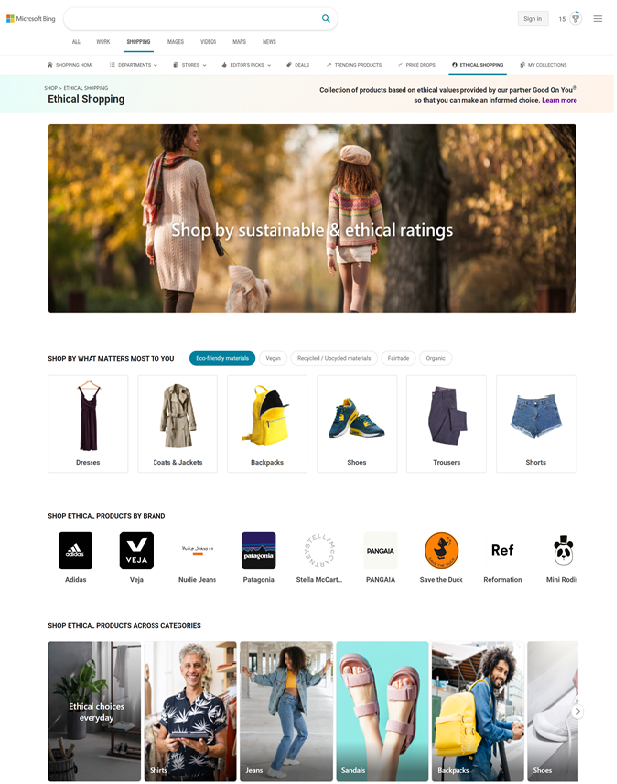 Microsoft Bing
Sign in
15
ALL WORK SHOPPING IMAGES VIDEOS MAPS NEWS
SHOPPING HOME DEPARTMENTS STORES EDITOR'S PICKS DEALS TRENDING PRODUCTS PRICE DROPS ETHICAL SHOPPING MY COLLECTIONS
SHOP > ETHICAL SHOPPING
Ethical Shopping
Collection of products based on ethical values provided by our partner Good On You®
so that you can make an informed choice. Learn more
Shop by sustainable & ethical ratings
SHOP BY WHAT MATTERS MOST TO YOU
Eco-friendly materials Vegan Recycled / Upcycled materials Fairtrade Organic
Dresses Coats & Jackets Backpacks Shoes Trousers Shorts
SHOP ETHICAL PRODUCTS BY BRAND
adidas VEJA Nudie Jeans patagonia STELLA McCARTNEY PANGAIA SAVE THE DUCK Ref
Adidas Veja Nudie Jeans Patagonia Stella McCart... PANGAIA Save the Duck Reformation Mini Rodi
SHOP ETHICAL PRODUCTS ACROSS CATEGORIES
Ethical choices
everyday
Shirts Jeans Sandals Backpacks Shoes